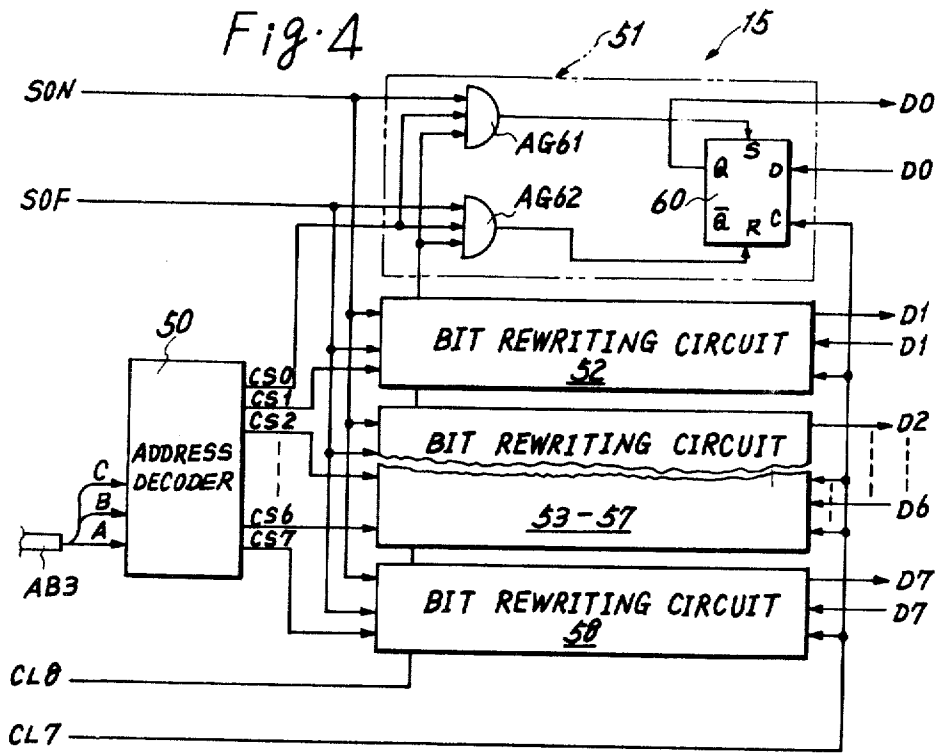 Fig. 4
51
15
SON
AG61
D0
S
Q
D
D0
60
Q̄
R
C
SOF
AG62
50
D1
BIT REWRITING CIRCUIT
D1
52
CS0
CS1
CS2
ADDRESS
DECODER
D2
BIT REWRITING CIRCUIT
C
B
A
CS6
CS7
53-57
D6
AB3
D7
BIT REWRITING CIRCUIT
D7
58
CL8
CL7